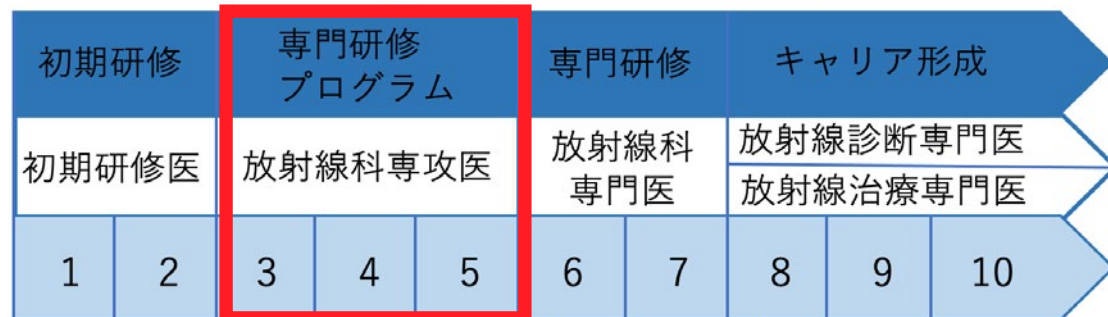 初期研修
専門研修
プログラム
専門研修
キャリア形成
初期研修医
放射線科専攻医
放射線科
専門医
放射線診断専門医
放射線治療専門医
1 2 3 4 5 6 7 8 9 10